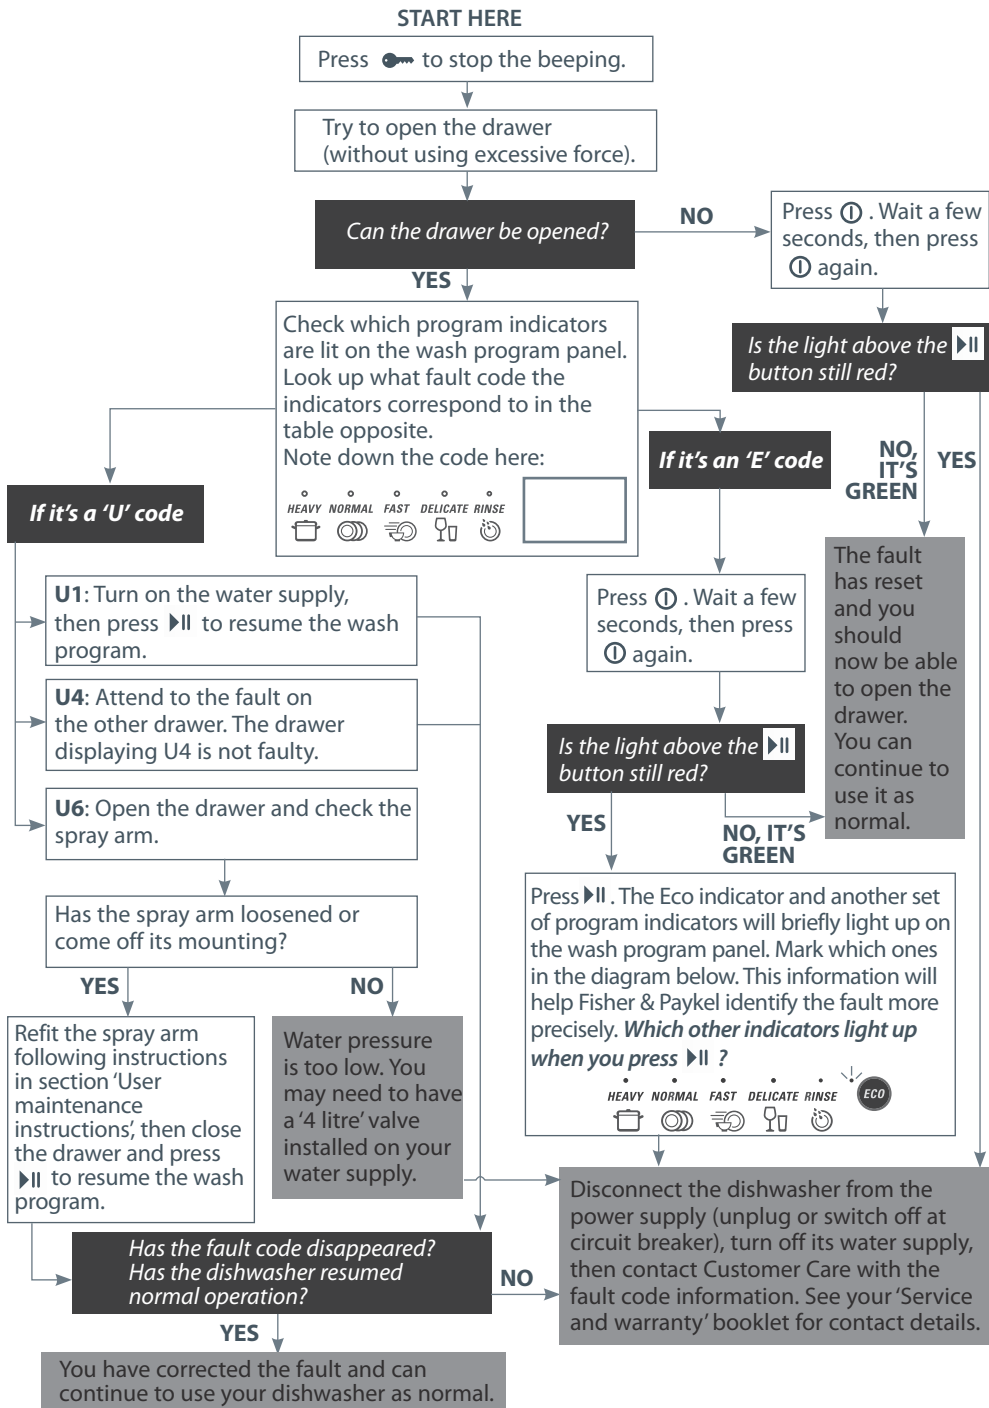 START HERE
Press to stop the beeping.
Try to open the drawer
(without using excessive force).
Can the drawer be opened?
NO
Press . Wait a few
seconds, then press
again.
Is the light above the
button still red?
NO,
IT'S
GREEN
YES
The fault
has reset
and you
should
now be able
to open the
drawer.
You can
continue to
use it as
normal.
YES
Check which program indicators
are lit on the wash program panel.
Look up what fault code the
indicators correspond to in the
table opposite.
Note down the code here:
HEAVY NORMAL FAST DELICATE RINSE
If it's a 'U' code
U1: Turn on the water supply,
then press to resume the wash
program.
U4: Attend to the fault on
the other drawer. The drawer
displaying U4 is not faulty.
U6: Open the drawer and check the
spray arm.
Has the spray arm loosened or
come off its mounting?
YES
NO
Refit the spray arm
following instructions
in section 'User
maintenance
instructions', then close
the drawer and press
to resume the wash
program.
Water pressure
is too low. You
may need to have
a '4 litre' valve
installed on your
water supply.
If it's an 'E' code
Press . Wait a few
seconds, then press
again.
Is the light above the
button still red?
YES
NO, IT'S
GREEN
Press . The Eco indicator and another set
of program indicators will briefly light up on
the wash program panel. Mark which ones
in the diagram below. This information will
help Fisher & Paykel identify the fault more
precisely. Which other indicators light up
when you press ?
HEAVY NORMAL FAST DELICATE RINSE ECO
Has the fault code disappeared?
Has the dishwasher resumed
normal operation?
NO
Disconnect the dishwasher from the
power supply (unplug or switch off at
circuit breaker), turn off its water supply,
then contact Customer Care with the
fault code information. See your 'Service
and warranty' booklet for contact details.
YES
You have corrected the fault and can
continue to use your dishwasher as normal.